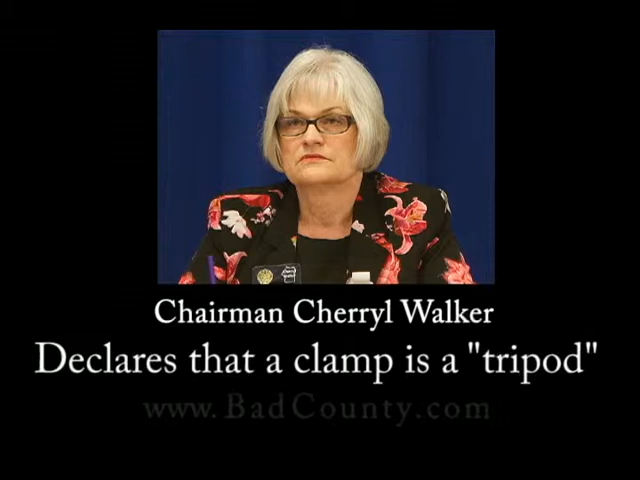 Chairman Cherryl Walker
Declares that a clamp is a "tripod"
www.BadCounty.com